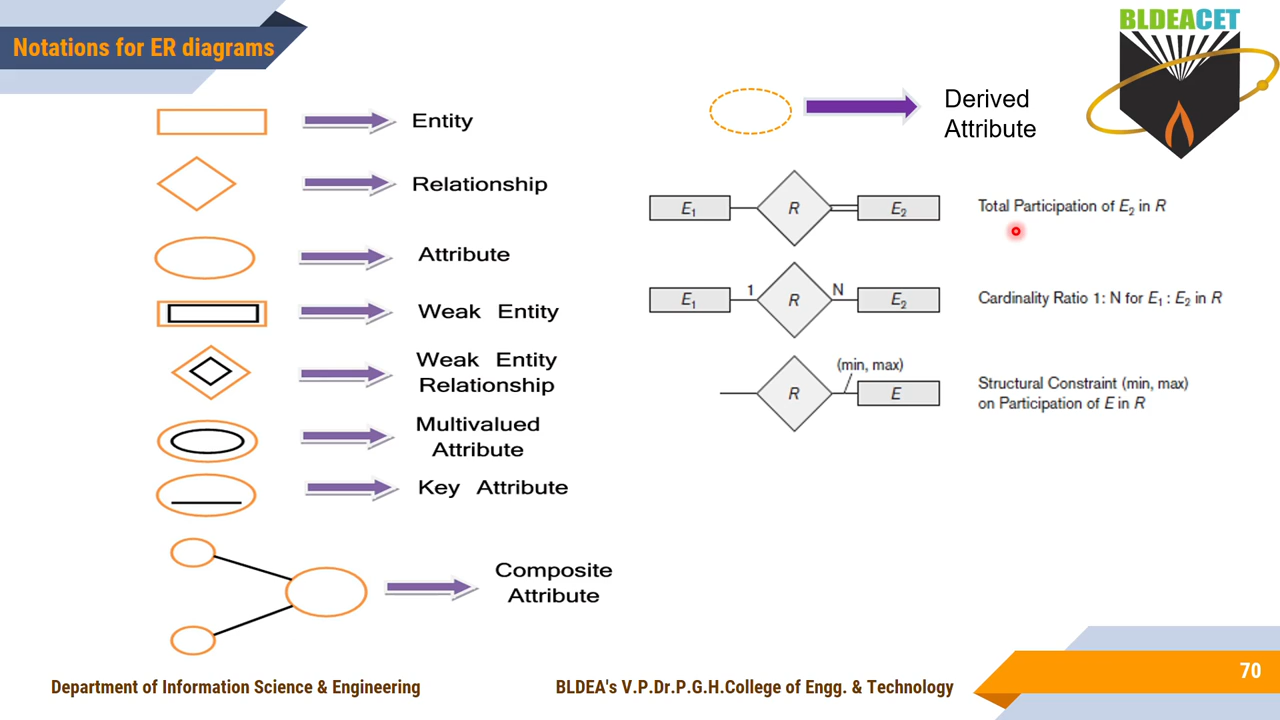 Notations for ER diagrams
BLDEACET
Entity
Relationship
Attribute
Weak Entity
Weak Entity
Relationship
Multivalued
Attribute
Key Attribute
Composite
Attribute
Derived
Attribute
E1 R E2
Total Participation of E2 in R
E1 1 R N E2
Cardinality Ratio 1: N for E1 : E2 in R
(min, max)
R E
Structural Constraint (min, max)
on Participation of E in R
70
Department of Information Science & Engineering
BLDEA's V.P.Dr.P.G.H.College of Engg. & Technology